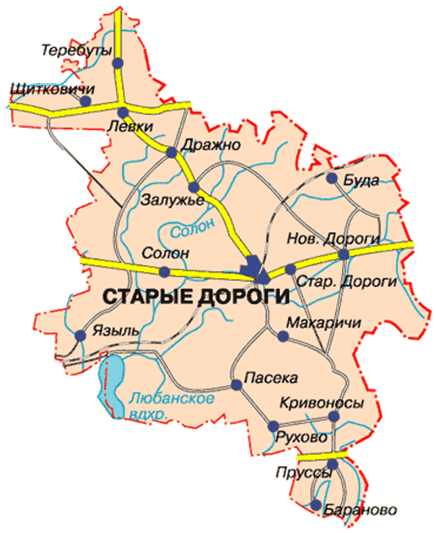 Теребуты
Щитковичи
Левки
Дражно
Залужье
Буда
Солон
Нов. Дороги
Солон
Стар. Дороги
СТАРЫЕ ДОРОГИ
Макаричи
Языль
Пасека
Любанское
вдхр.
Кривоносы
Рухово
Пруссы
Бараново